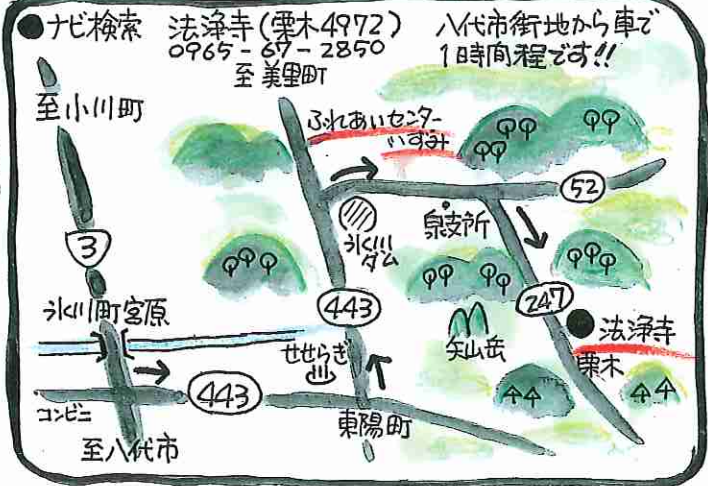 ●ナビ検索 法浄寺(栗木4972)
0965-67-2850
八代市街地から車で
1時間程です!!
至美里町
至小川町
ふれあいセンター
いずみ
52
泉支所
氷川
ダム
3
247
443
氷川町宮原
法浄寺
矢山岳
栗木
せせらぎ
443
コンビニ
東陽町
至八代市